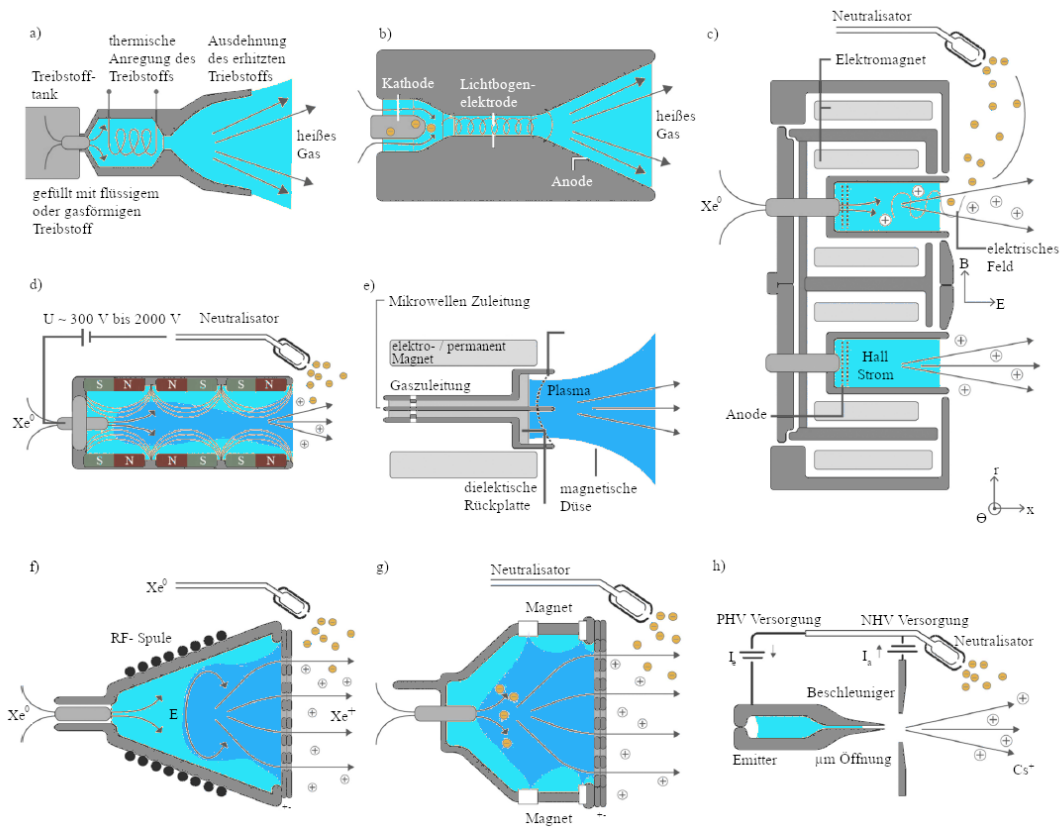 a)
thermische
Anregung des
Treibstoffs
Ausdehnung
des erhitzten
Triebstoffs
Treibstoff-
tank
heißes
Gas
gefüllt mit flüssigem
oder gasförmigen
Treibstoff
b)
Kathode
Lichtbogen-
elektrode
heißes
Gas
Anode
c)
Neutralisator
Elektromagnet
Xe⁰
elektrisches
Feld
B
E
Hall
Strom
Anode
r
x
Θ
d)
U ~ 300 V bis 2000 V
Neutralisator
S N N S S N
Xe⁰
S N N S S N
e)
Mikrowellen Zuleitung
elektro- / permanent
Magnet
Gaszuleitung
Plasma
dielektische
Rückplatte
magnetische
Düse
f)
Xe⁰
RF- Spule
Xe⁰
E
Xe⁺
+-
g)
Neutralisator
Magnet
Magnet
+-
h)
PHV Versorgung
NHV Versorgung
Neutralisator
Iₐ
Beschleuniger
Emitter
µm Öffnung
Cs⁺